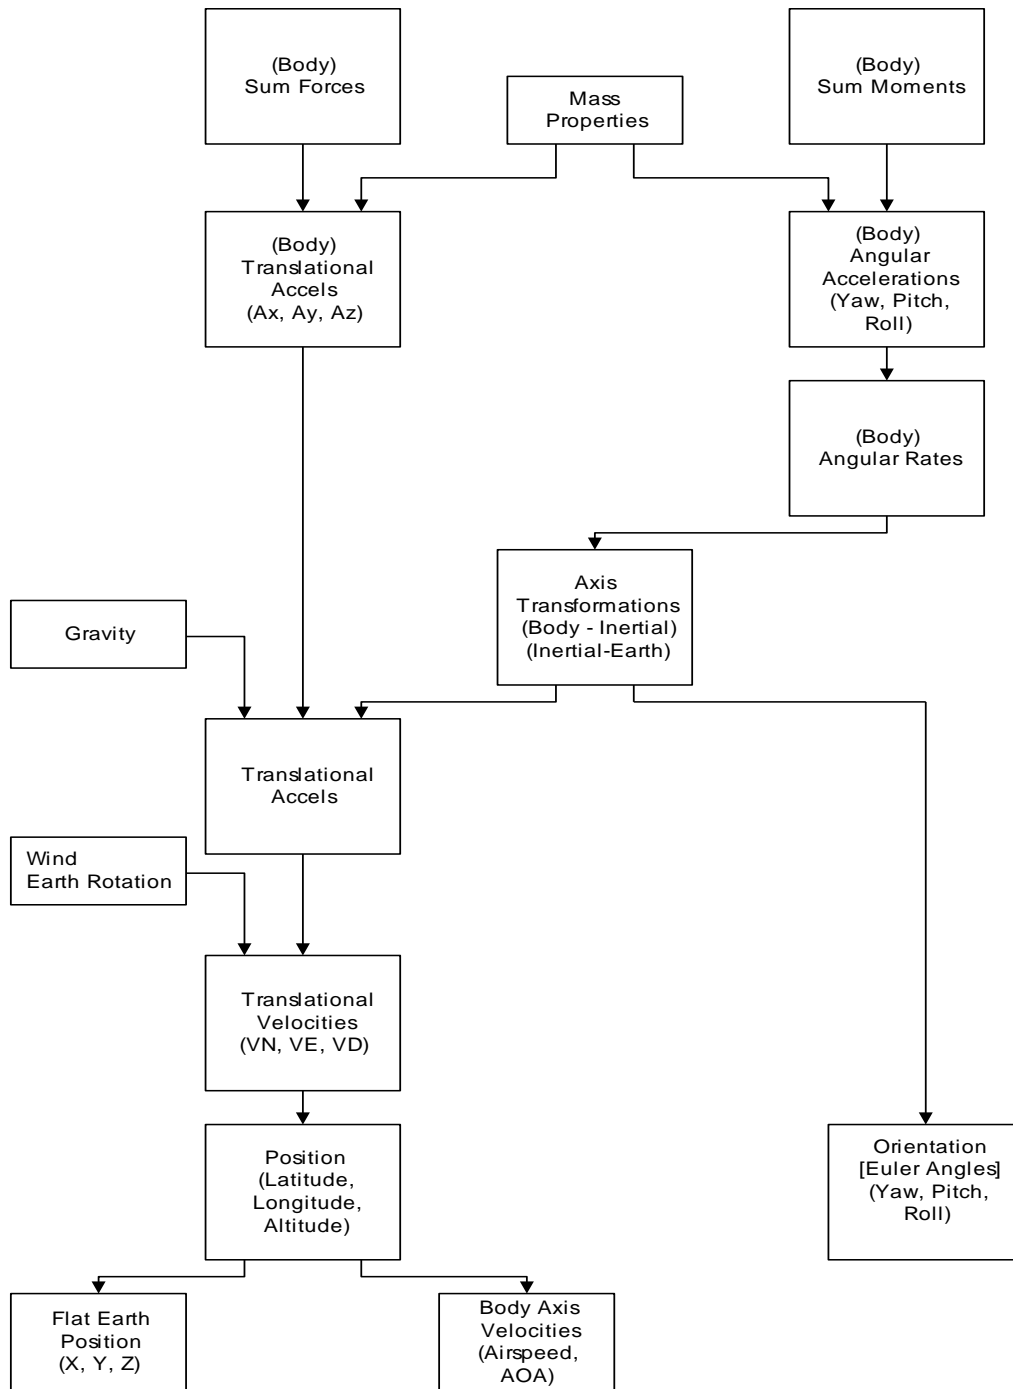 (Body)
Sum Forces
Mass
Properties
(Body)
Sum Moments
(Body)
Translational
Accels
(Ax, Ay, Az)
(Body)
Angular
Accelerations
(Yaw, Pitch,
Roll)
(Body)
Angular Rates
Axis
Transformations
(Body - Inertial)
(Inertial-Earth)
Gravity
Translational
Accels
Wind
Earth Rotation
Translational
Velocities
(VN, VE, VD)
Position
(Latitude,
Longitude,
Altitude)
Orientation
[Euler Angles]
(Yaw, Pitch,
Roll)
Flat Earth
Position
(X, Y, Z)
Body Axis
Velocities
(Airspeed,
AOA)